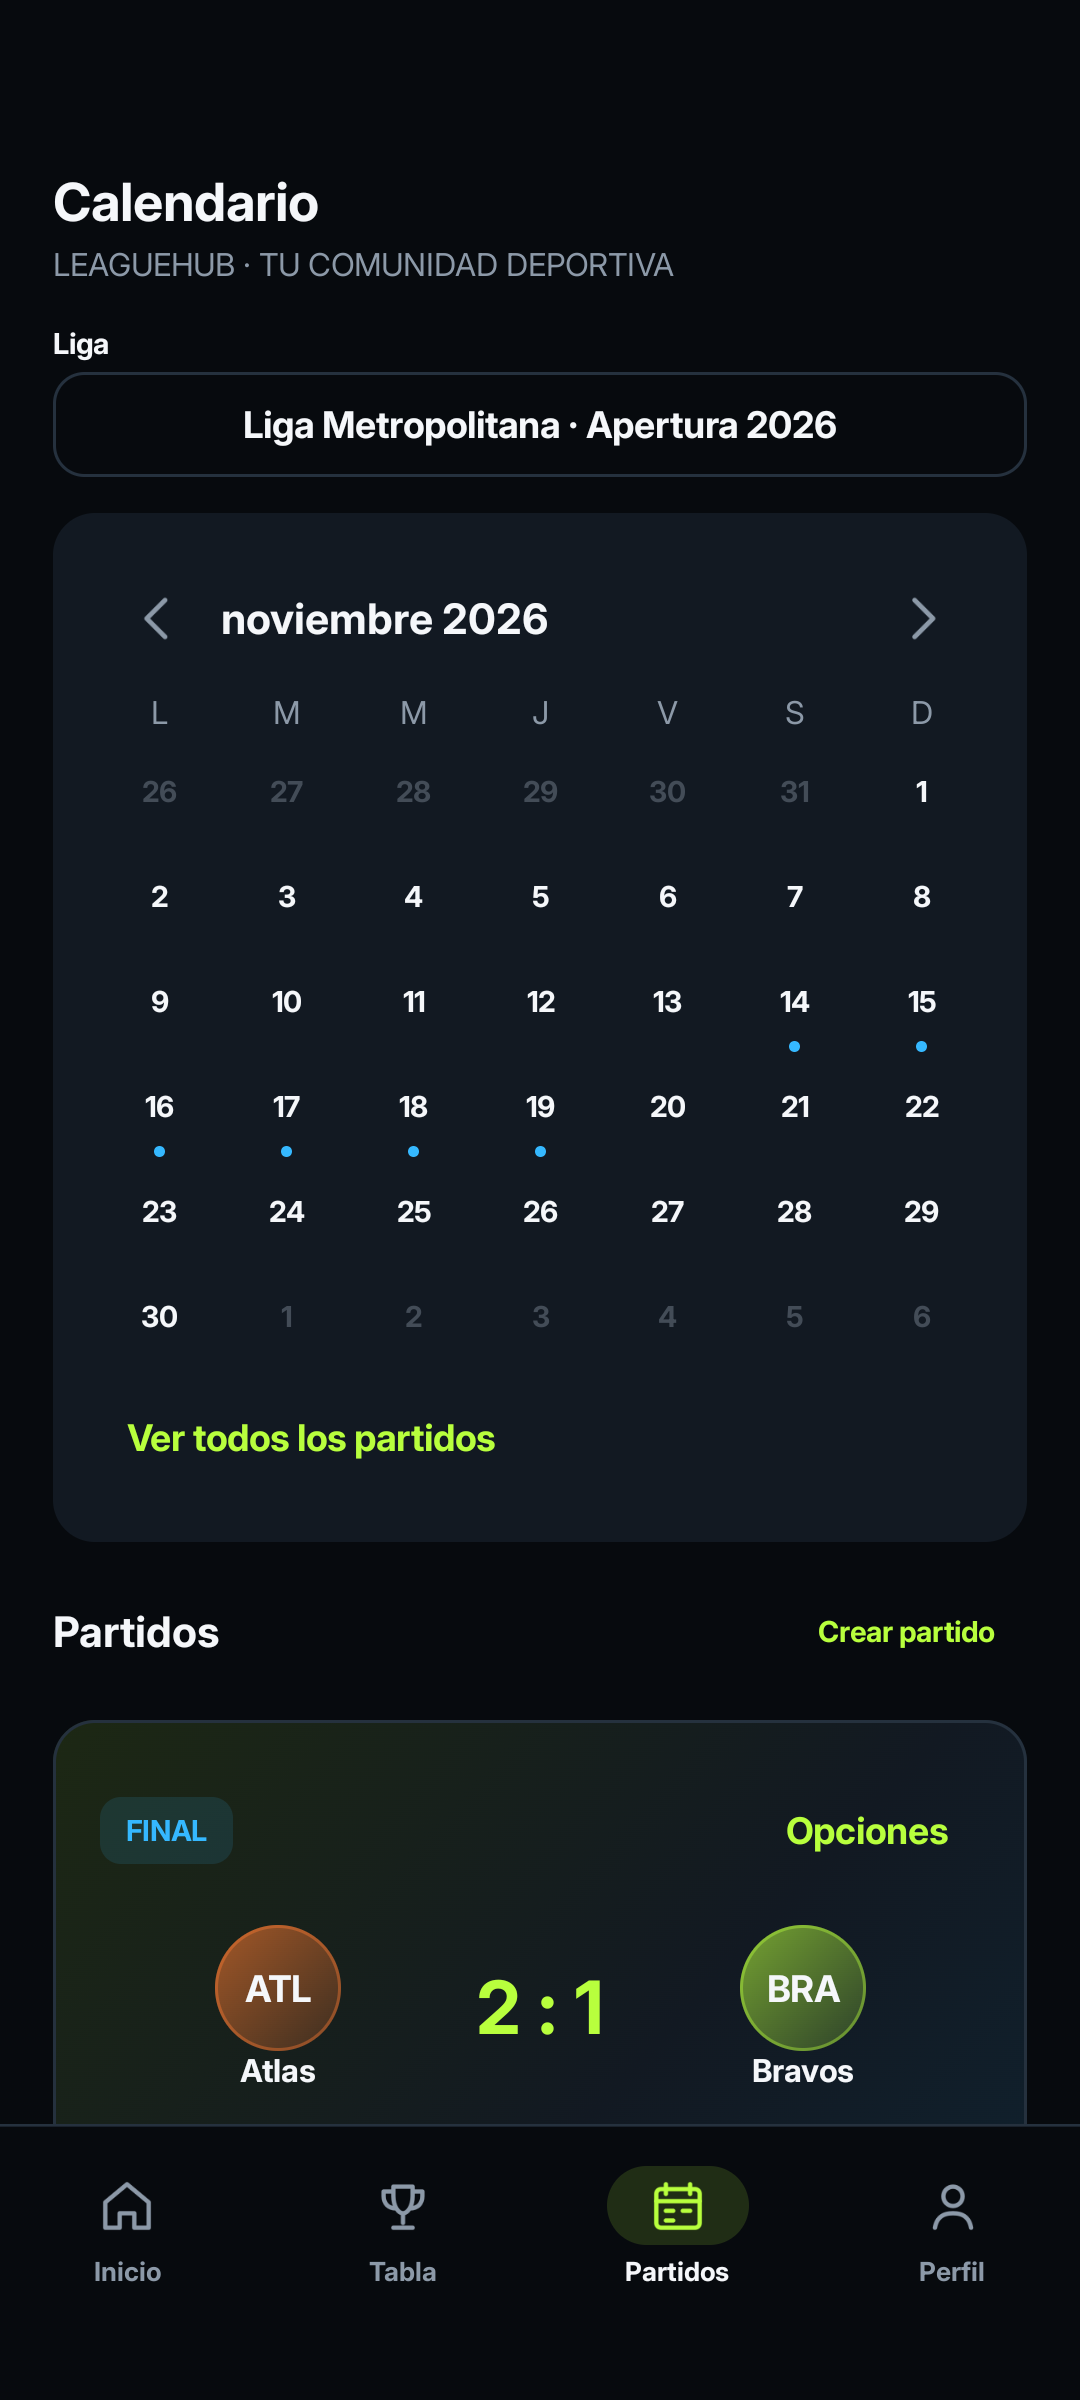 Calendario
LEAGUEHUB · TU COMUNIDAD DEPORTIVA
Liga
Liga Metropolitana · Apertura 2026
noviembre 2026
L M M J V S D
26 27 28 29 30 31 1
2 3 4 5 6 7 8
9 10 11 12 13 14 15
16 17 18 19 20 21 22
23 24 25 26 27 28 29
30 1 2 3 4 5 6
Ver todos los partidos
Partidos Crear partido
FINAL Opciones
ATL 2 : 1 BRA
Atlas Bravos
Inicio Tabla Partidos Perfil